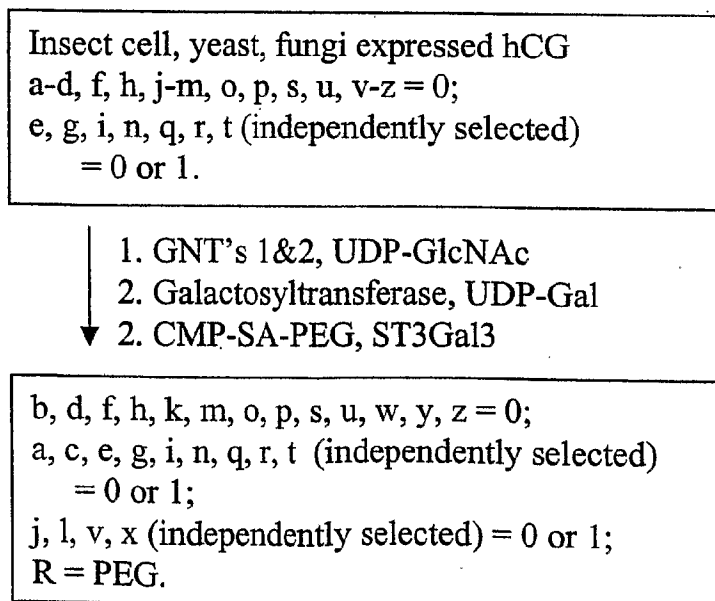 Insect cell, yeast, fungi expressed hCG
a-d, f, h, j-m, o, p, s, u, v-z = 0;
e, g, i, n, q, r, t (independently selected)
= 0 or 1.
1. GNT's 1&2, UDP-GlcNAc
2. Galactosyltransferase, UDP-Gal
2. CMP-SA-PEG, ST3Gal3
b, d, f, h, k, m, o, p, s, u, w, y, z = 0;
a, c, e, g, i, n, q, r, t (independently selected)
= 0 or 1;
j, l, v, x (independently selected) = 0 or 1;
R = PEG.